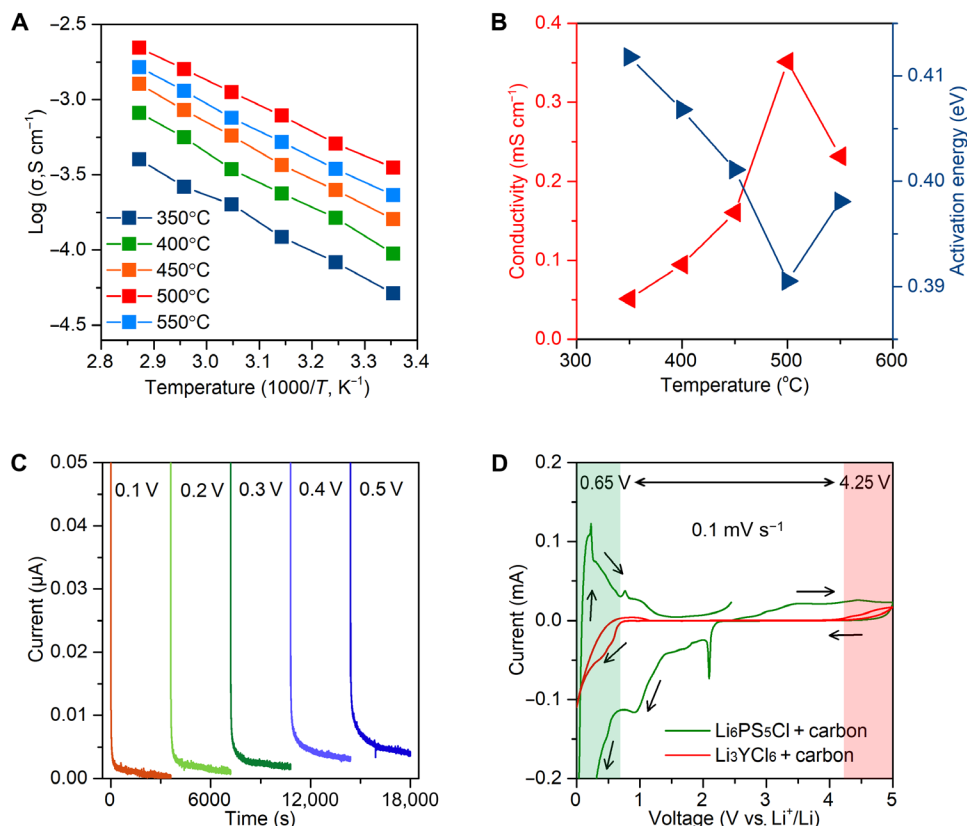 A
Log (σ, S cm⁻¹)
−2.5
−3.0
−3.5
−4.0
−4.5
350°C
400°C
450°C
500°C
550°C
2.8 2.9 3.0 3.1 3.2 3.3 3.4
Temperature (1000/T, K⁻¹)
B
Conductivity (mS cm⁻¹)
0.4
0.3
0.2
0.1
0.0
0.41
0.40
0.39
Activation energy (eV)
300 400 500 600
Temperature (°C)
C
Current (μA)
0.05
0.04
0.03
0.02
0.01
0.00
0.1 V 0.2 V 0.3 V 0.4 V 0.5 V
0 6000 12,000 18,000
Time (s)
D
Current (mA)
0.2
0.1
0.0
−0.1
−0.2
0.65 V 4.25 V
0.1 mV s⁻¹
Li₆PS₅Cl + carbon
Li₃YCl₆ + carbon
0 1 2 3 4 5
Voltage (V vs. Li⁺/Li)